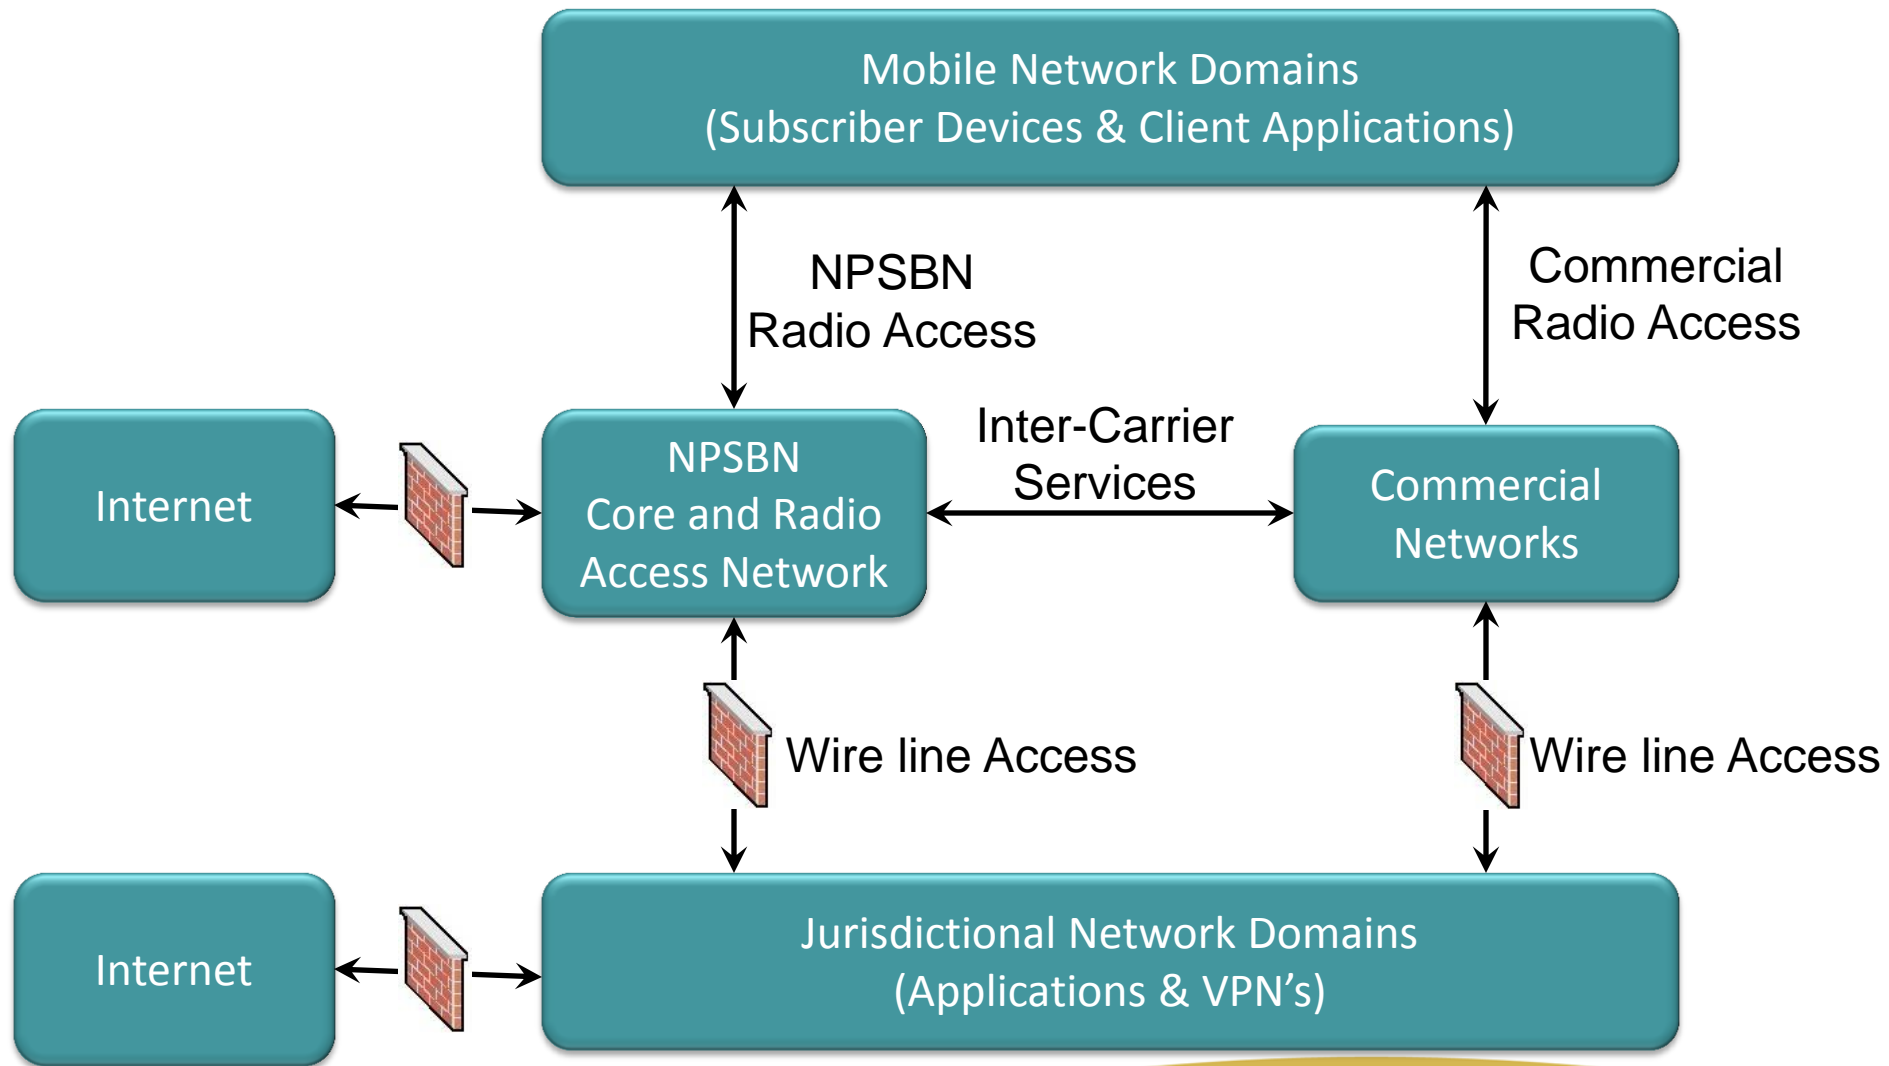 Mobile Network Domains
(Subscriber Devices & Client Applications)
NPSBN
Radio Access
Commercial
Radio Access
Internet
NPSBN
Core and Radio
Access Network
Inter-Carrier
Services
Commercial
Networks
Wire line Access
Wire line Access
Internet
Jurisdictional Network Domains
(Applications & VPN’s)